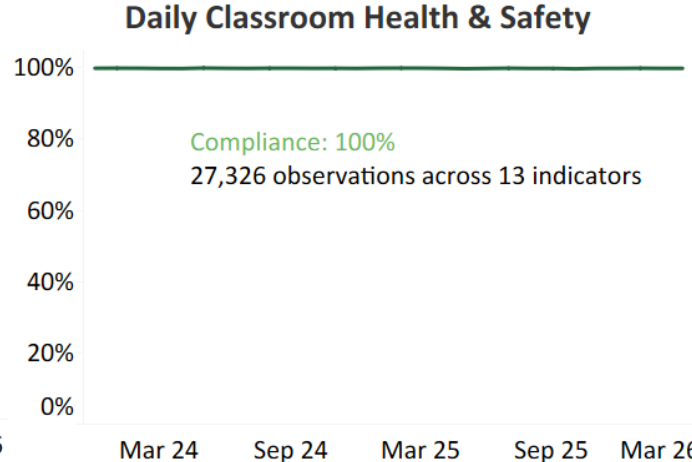 Daily Classroom Health & Safety
100%
80%
60%
40%
20%
0%
Compliance: 100%
27,326 observations across 13 indicators
Mar 24 Sep 24 Mar 25 Sep 25 Mar 26